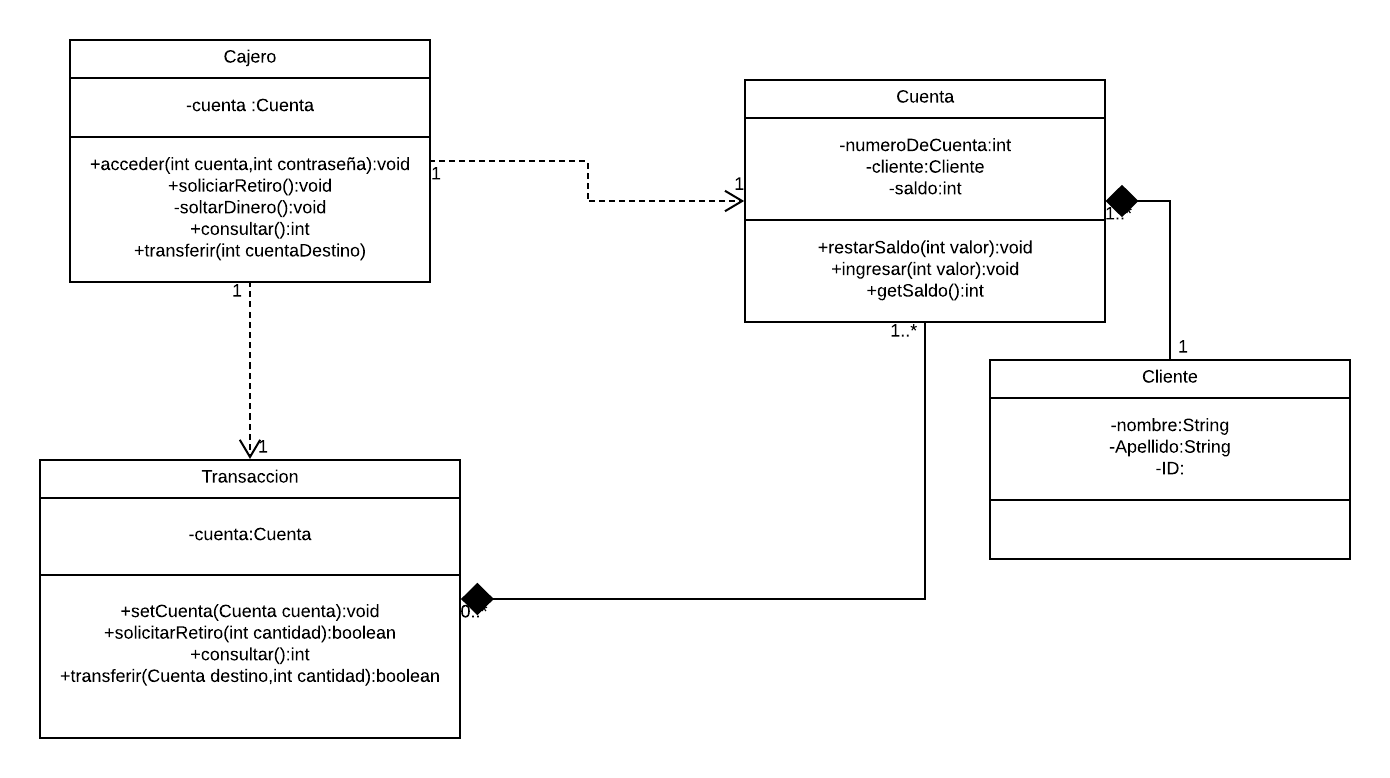 Cajero
-cuenta :Cuenta
+acceder(int cuenta,int contraseña):void
+soliciarRetiro():void
-soltarDinero():void
+consultar():int
+transferir(int cuentaDestino)
1
1
Cuenta
-numeroDeCuenta:int
-cliente:Cliente
-saldo:int
+restarSaldo(int valor):void
+ingresar(int valor):void
+getSaldo():int
1..*
1
1..*
Cliente
-nombre:String
-Apellido:String
-ID:
1
1
Transaccion
-cuenta:Cuenta
+setCuenta(Cuenta cuenta):void
+solicitarRetiro(int cantidad):boolean
+consultar():int
+transferir(Cuenta destino,int cantidad):boolean
0..*